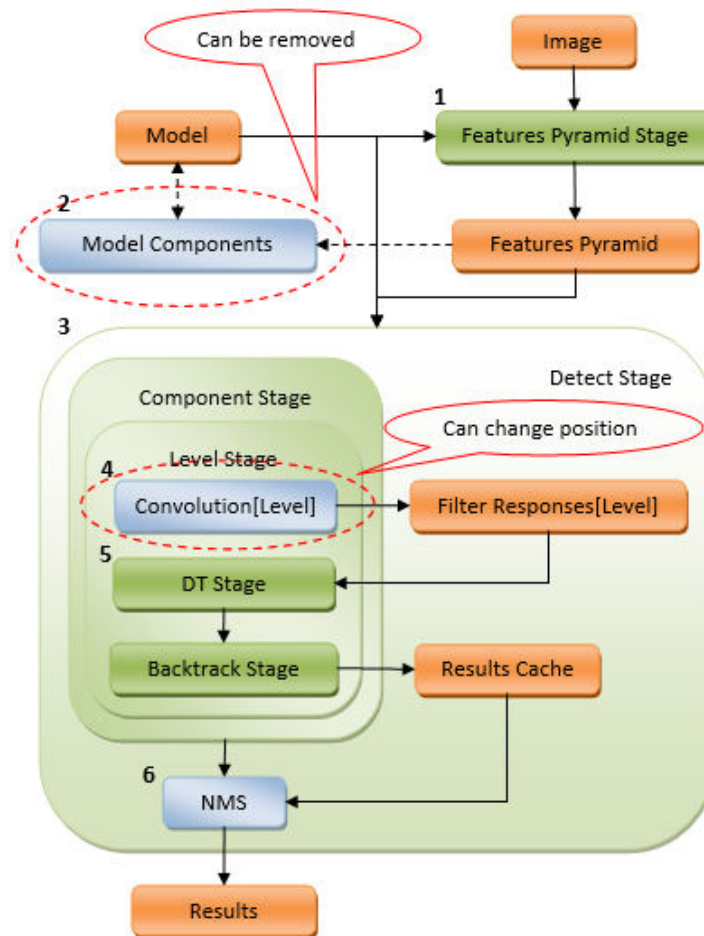 Can be removed
Image
1
Model
Features Pyramid Stage
2
Model Components
Features Pyramid
3
Component Stage
Detect Stage
Can change position
Level Stage
4
Convolution[Level]
Filter Responses[Level]
5
DT Stage
Backtrack Stage
Results Cache
6
NMS
Results